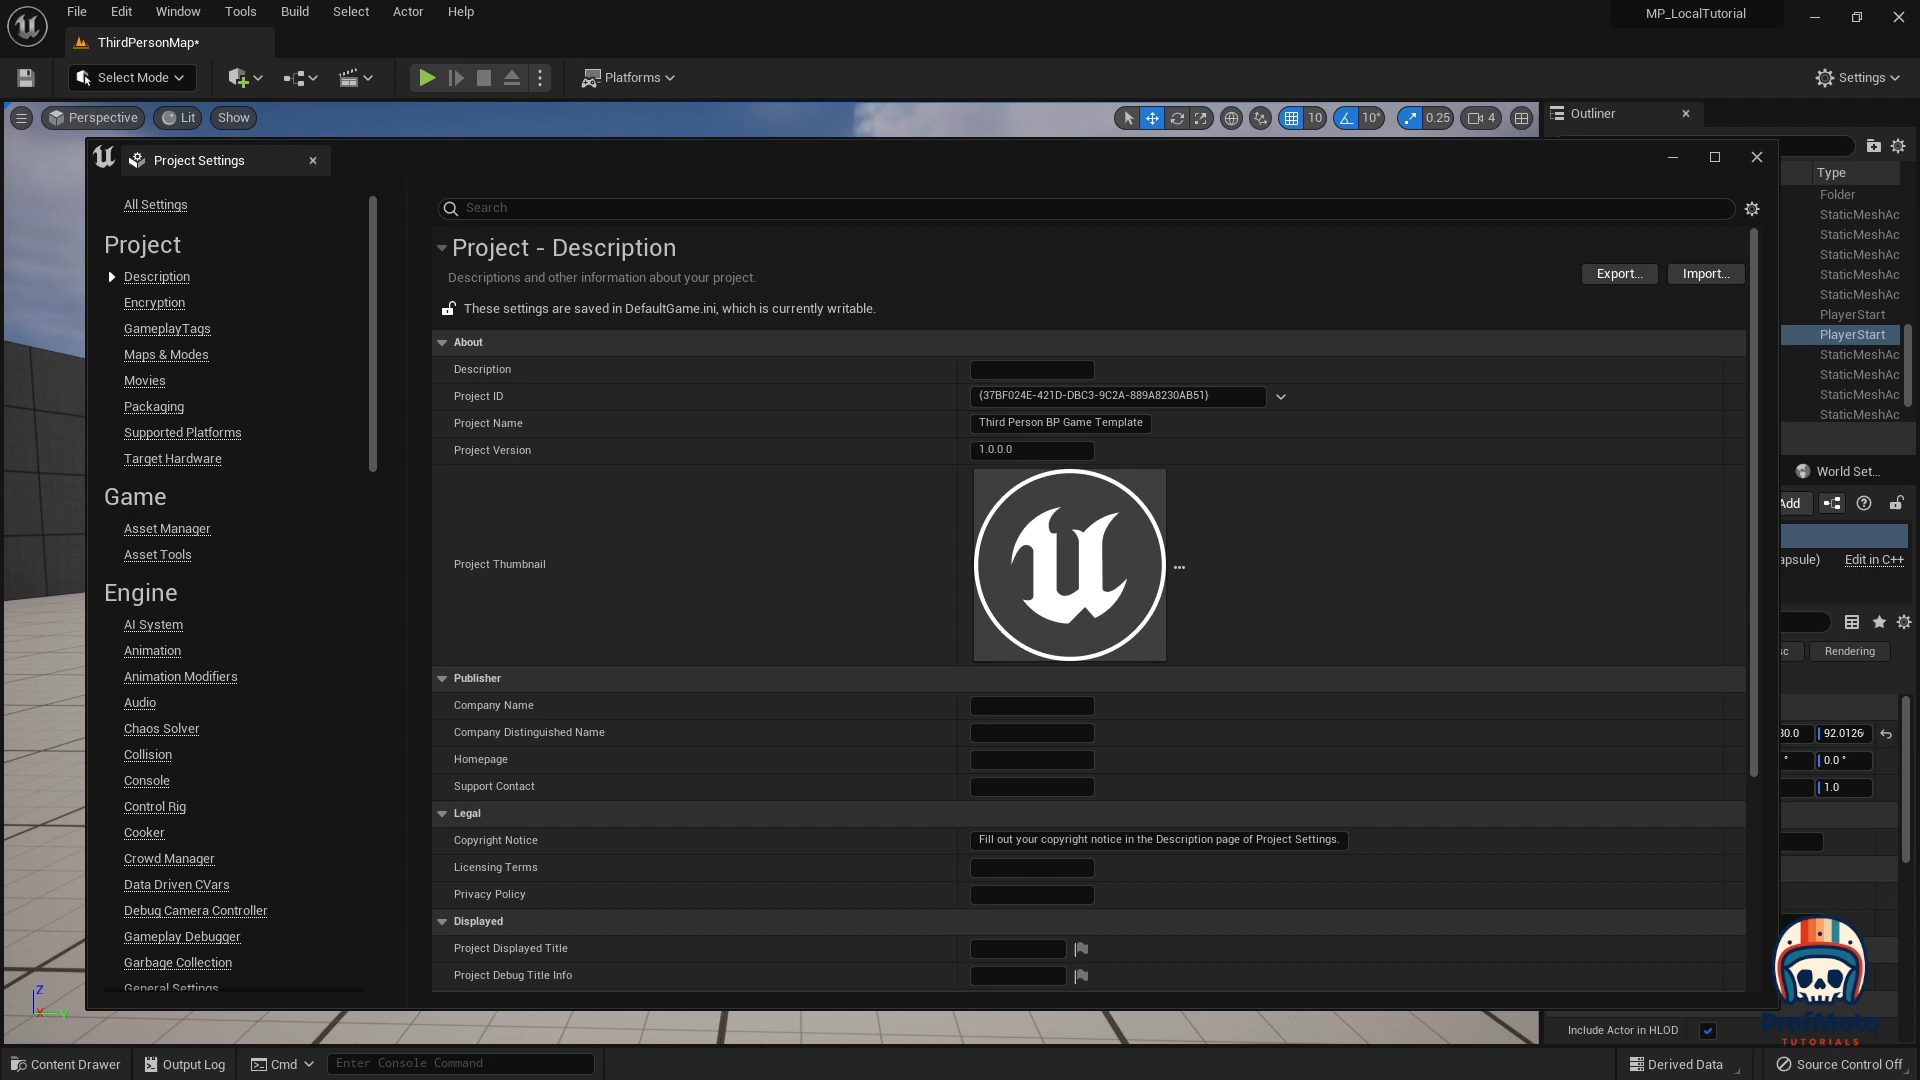 File Edit Window Tools Build Select Actor Help
MP_LocalTutorial
ThirdPersonMap*
Select Mode
Platforms
Settings
Perspective Lit Show
10 10° 0.25 4
Outliner
Project Settings
Type
Folder
StaticMeshAc
StaticMeshAc
StaticMeshAc
StaticMeshAc
StaticMeshAc
PlayerStart
PlayerStart
StaticMeshAc
StaticMeshAc
StaticMeshAc
StaticMeshAc
World Set...
Add
apsule) Edit in C++
sc Rendering
30.0 92.0126
° 0.0 °
1.0
Include Actor in HLOD
All Settings
Project
Description
Encryption
GameplayTags
Maps & Modes
Movies
Packaging
Supported Platforms
Target Hardware
Game
Asset Manager
Asset Tools
Engine
AI System
Animation
Animation Modifiers
Audio
Chaos Solver
Collision
Console
Control Rig
Cooker
Crowd Manager
Data Driven CVars
Debug Camera Controller
Gameplay Debugger
Garbage Collection
General Settings
Search
Project - Description
Descriptions and other information about your project.
Export... Import...
These settings are saved in DefaultGame.ini, which is currently writable.
About
Description
Project ID {37BF024E-421D-DBC3-9C2A-889A8230AB51}
Project Name Third Person BP Game Template
Project Version 1.0.0.0
Project Thumbnail
Publisher
Company Name
Company Distinguished Name
Homepage
Support Contact
Legal
Copyright Notice Fill out your copyright notice in the Description page of Project Settings.
Licensing Terms
Privacy Policy
Displayed
Project Displayed Title
Project Debug Title Info
Z
X Y
ProfMoto
TUTORIALS
Content Drawer Output Log Cmd Enter Console Command
Derived Data Source Control Off